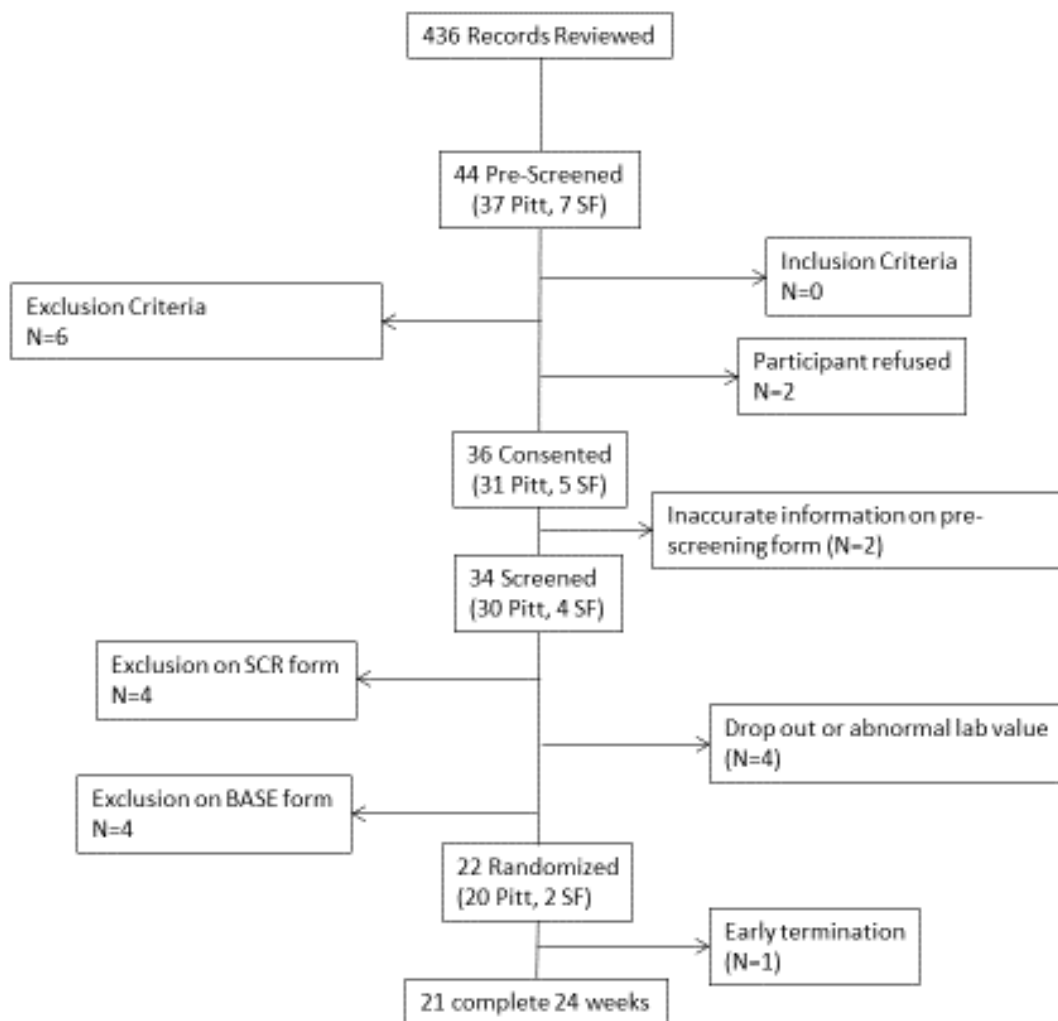 436 Records Reviewed
44 Pre-Screened
(37 Pitt, 7 SF)
Inclusion Criteria
N=0
Exclusion Criteria
N=6
Participant refused
N=2
36 Consented
(31 Pitt, 5 SF)
Inaccurate information on pre-
screening form (N=2)
34 Screened
(30 Pitt, 4 SF)
Exclusion on SCR form
N=4
Drop out or abnormal lab value
(N=4)
Exclusion on BASE form
N=4
22 Randomized
(20 Pitt, 2 SF)
Early termination
(N=1)
21 complete 24 weeks